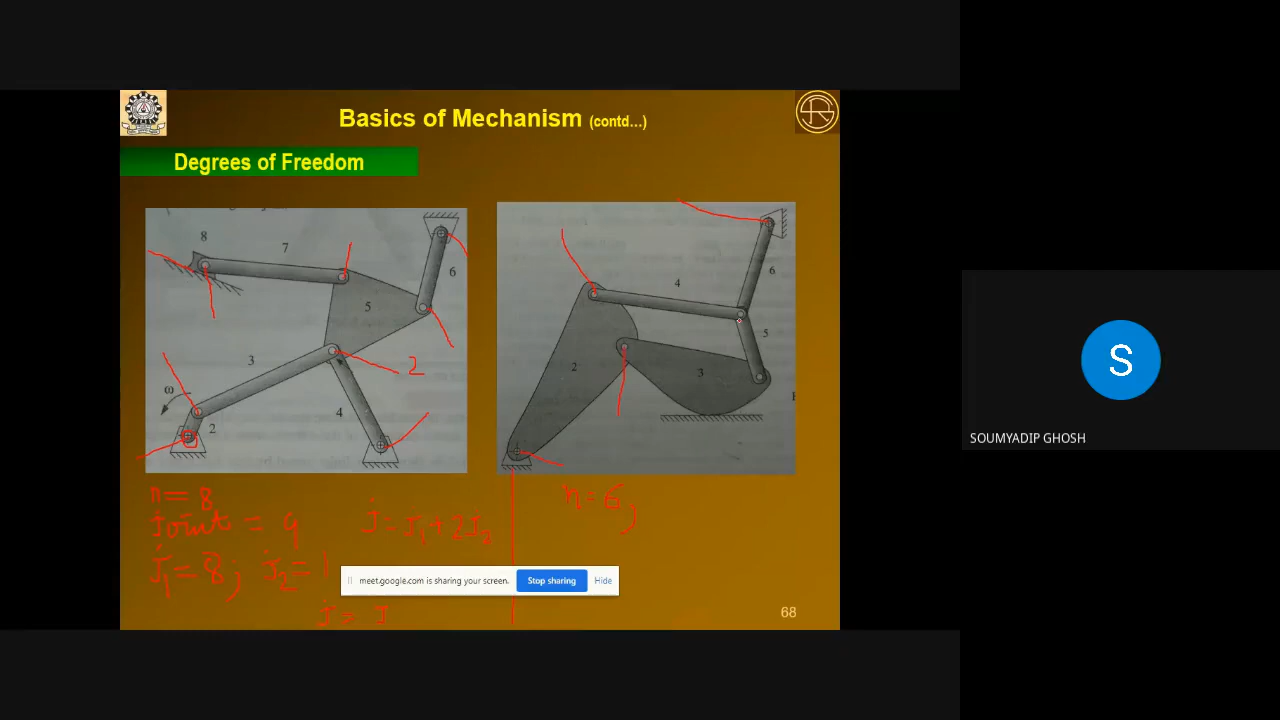 Basics of Mechanism (contd...)
Degrees of Freedom
8
7
6
5
3
2
ω
4
2
4
6
5
2
3
n = 8
joint = 9
j = j₁ + 2j₂
j₁ = 8; j₂ = 1
n = 6,
meet.google.com is sharing your screen.
Stop sharing
Hide
68
S
SOUMYADIP GHOSH